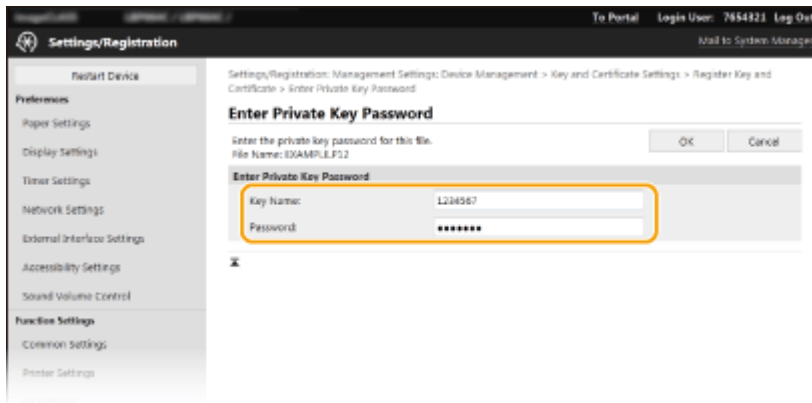 To Portal Login User: 7654321 Log Out
Settings/Registration
Mail to System Manager
Restart Device
Preferences
Paper Settings
Display Settings
Timer Settings
Network Settings
External Interface Settings
Accessibility Settings
Sound Volume Control
Function Settings
Common Settings
Printer Settings
Settings/Registration: Management Settings: Device Management > Key and Certificate Settings > Register Key and
Certificate > Enter Private Key Password
Enter Private Key Password
Enter the private key password for this file.
File Name: EXAMPLE.P12
OK Cancel
Enter Private Key Password
Key Name: 1234567
Password: •••••••